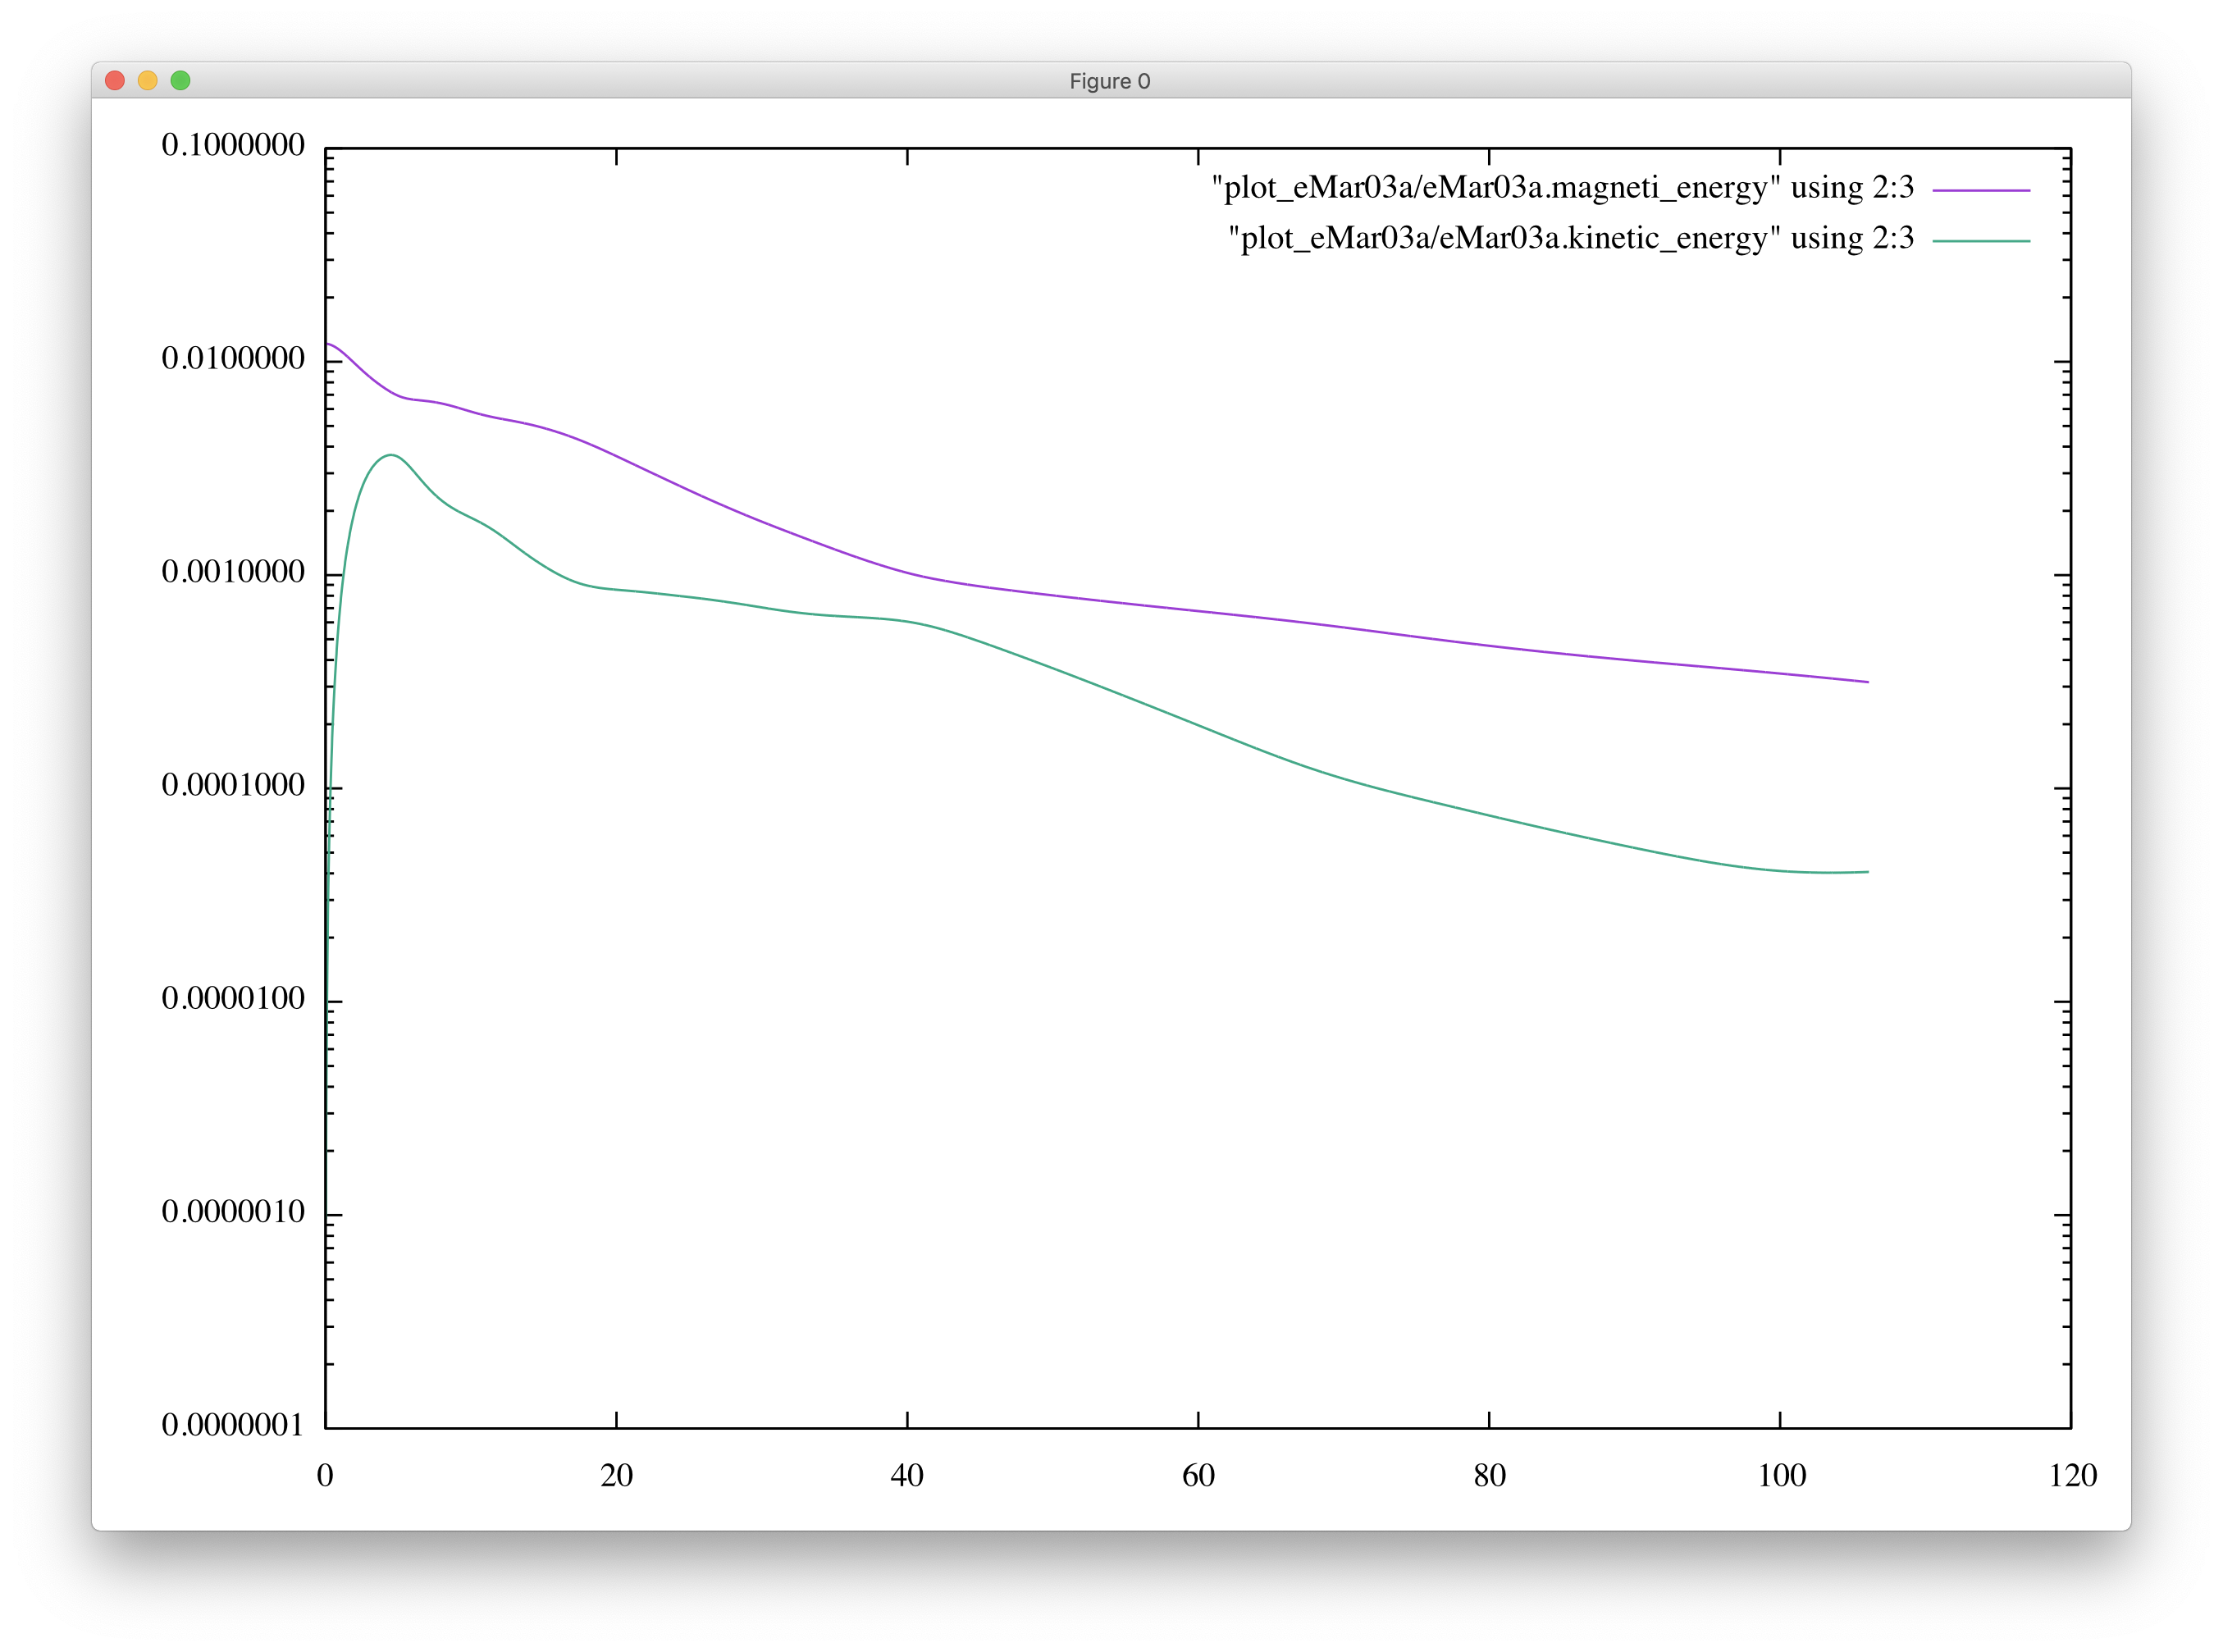 Figure 0
0.1000000
"plot_eMar03a/eMar03a.magneti_energy" using 2:3
"plot_eMar03a/eMar03a.kinetic_energy" using 2:3
0.0100000
0.0010000
0.0001000
0.0000100
0.0000010
0.0000001
0 20 40 60 80 100 120